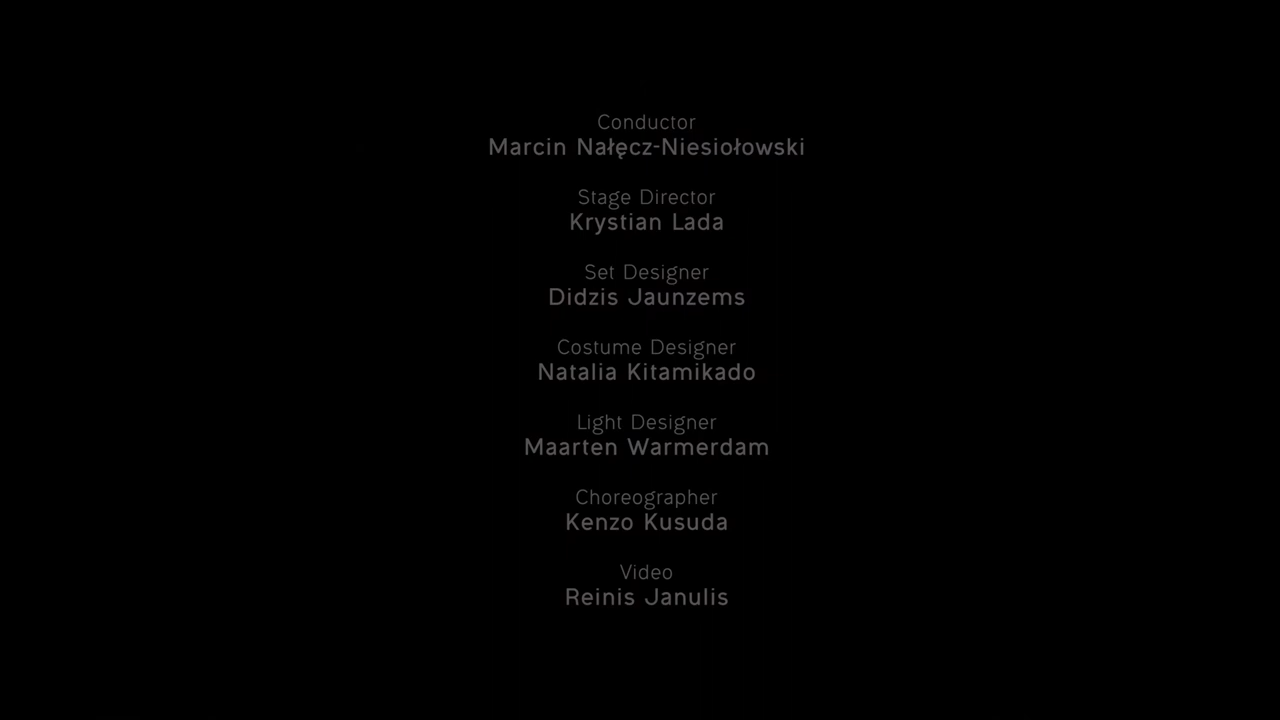 Conductor
Marcin Nałęcz-Niesiołowski
Stage Director
Krystian Lada
Set Designer
Didzis Jaunzems
Costume Designer
Natalia Kitamikado
Light Designer
Maarten Warmerdam
Choreographer
Kenzo Kusuda
Video
Reinis Janulis